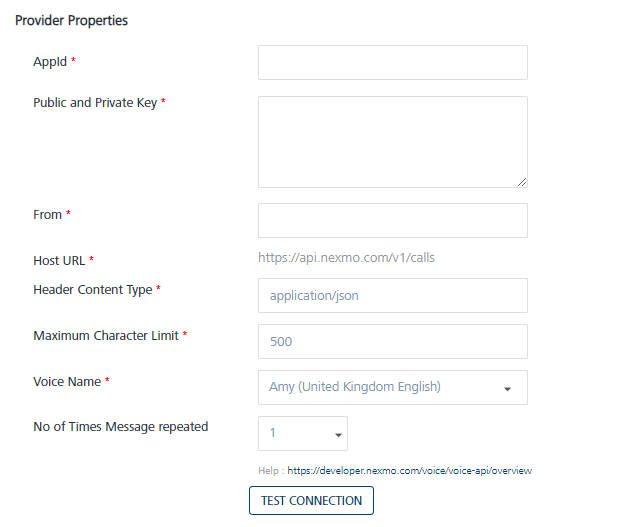 Provider Properties
AppId *
Public and Private Key *
From *
Host URL * https://api.nexmo.com/v1/calls
Header Content Type * application/json
Maximum Character Limit * 500
Voice Name * Amy (United Kingdom English)
No of Times Message repeated 1
Help : https://developer.nexmo.com/voice/voice-api/overview
TEST CONNECTION